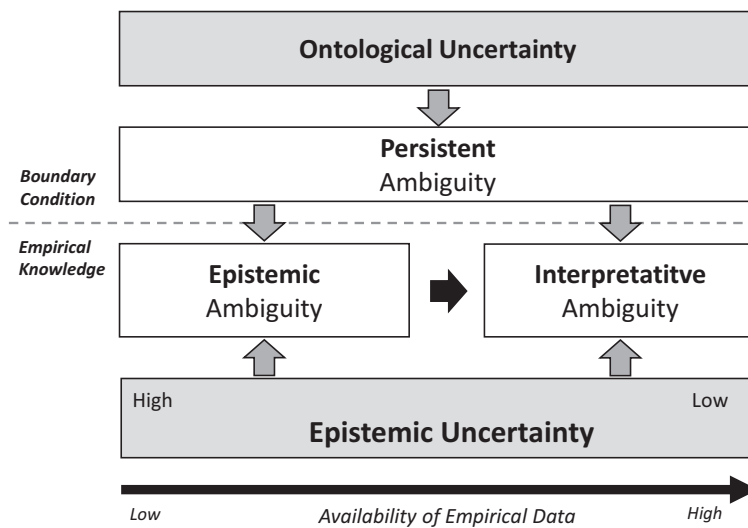 Ontological Uncertainty
Persistent
Ambiguity
Boundary
Condition
Empirical
Knowledge
Epistemic
Ambiguity
Interpretatitve
Ambiguity
High
Low
Epistemic Uncertainty
Low
Availability of Empirical Data
High